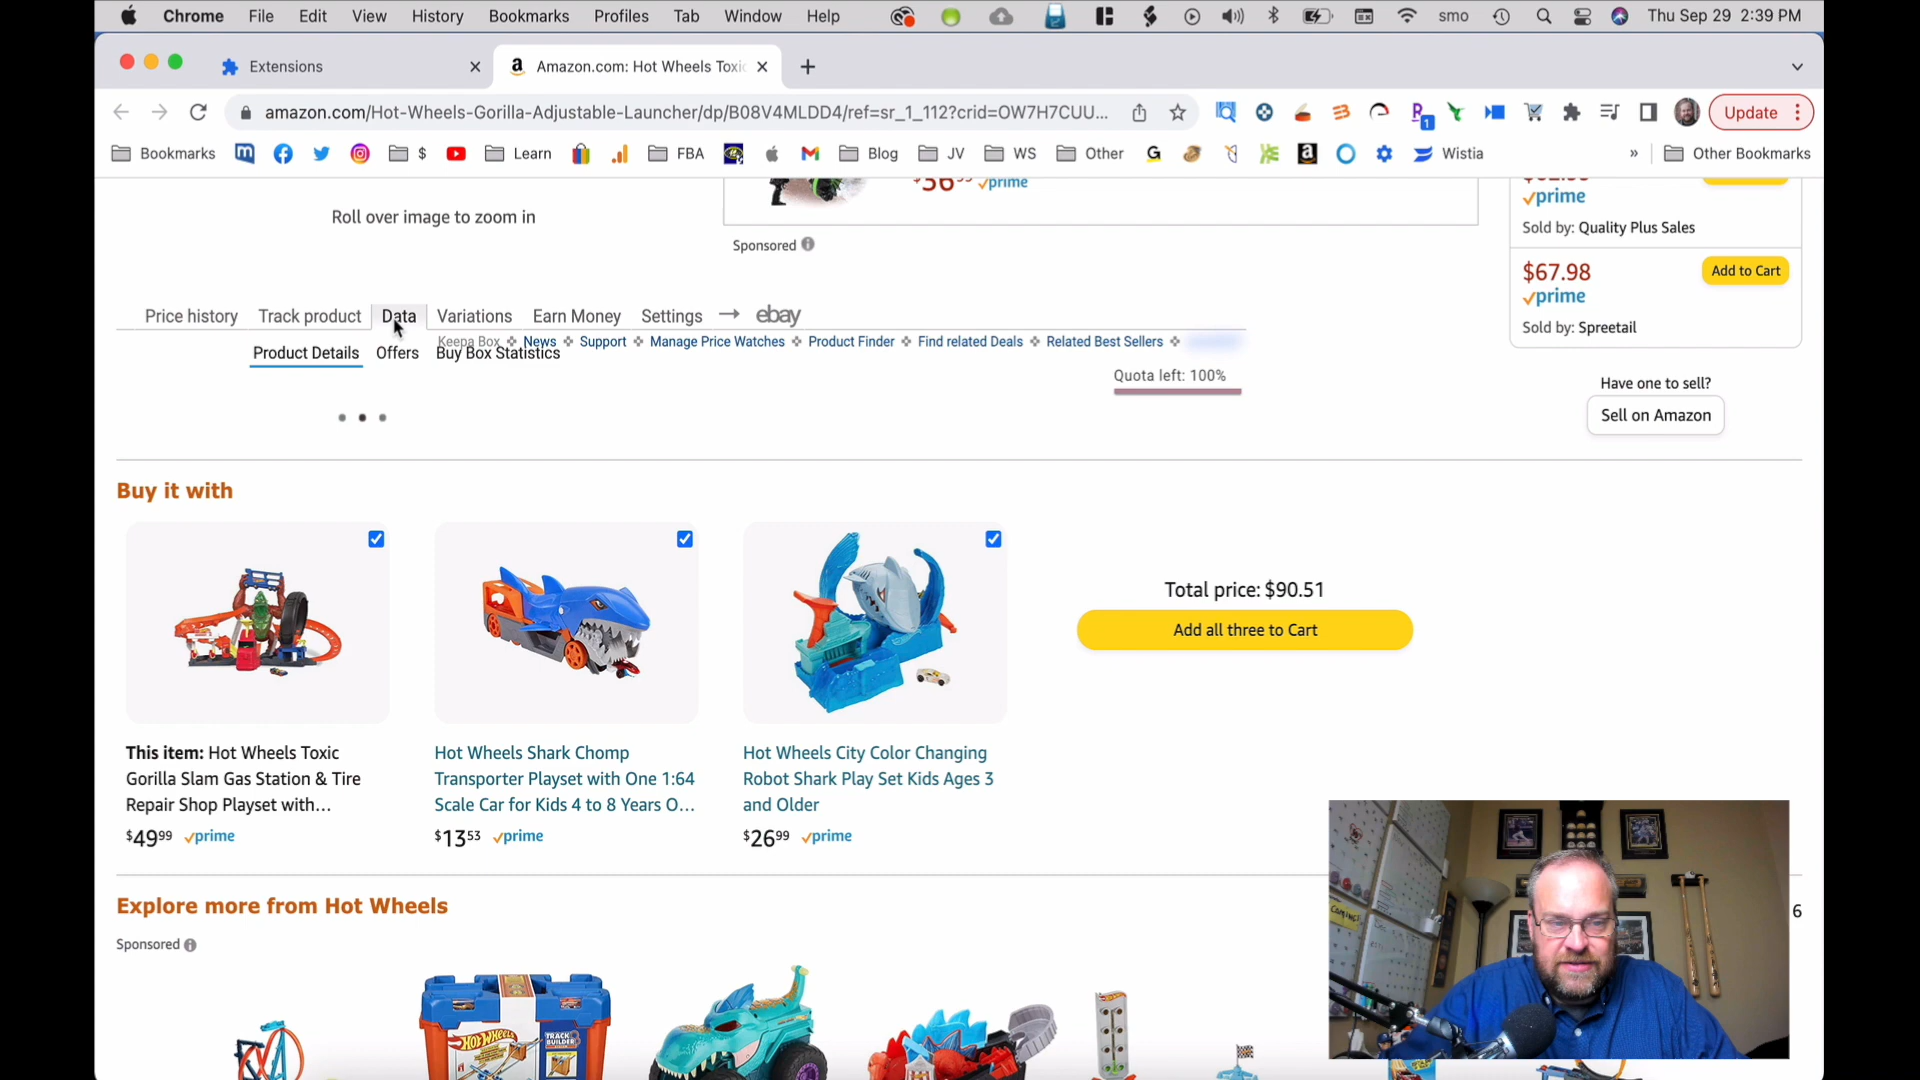 Chrome File Edit View History Bookmarks Profiles Tab Window Help smo Thu Sep 29 2:39 PM
Extensions
Amazon.com: Hot Wheels Toxic
amazon.com/Hot-Wheels-Gorilla-Adjustable-Launcher/dp/B08V4MLDD4/ref=sr_1_112?crid=OW7H7CUU...
1
Update
Bookmarks $ Learn FBA Blog JV WS Other G a Wistia » Other Bookmarks
prime
prime
Roll over image to zoom in
Sponsored
Sold by: Quality Plus Sales
$67.98 Add to Cart
prime
Sold by: Spreetail
Price history Track product Data Variations Earn Money Settings → ebay
Keepa Box News Support Manage Price Watches Product Finder Find related Deals Related Best Sellers
Product Details Offers Buy Box Statistics
Quota left: 100%
Have one to sell?
Sell on Amazon
Buy it with
This item: Hot Wheels Toxic
Gorilla Slam Gas Station & Tire
Repair Shop Playset with...
$49 99 prime
Hot Wheels Shark Chomp
Transporter Playset with One 1:64
Scale Car for Kids 4 to 8 Years O...
$13 53 prime
Hot Wheels City Color Changing
Robot Shark Play Set Kids Ages 3
and Older
$26 99 prime
Total price: $90.51
Add all three to Cart
Explore more from Hot Wheels
Sponsored
6
HOT WHEELS
TRACK
BUILDER